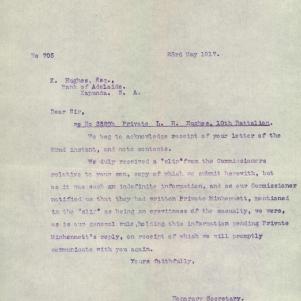 No 705
23rd May 1917.
K. Hughes, Esq.,
Bank of Adelaide,
Kapunda. S. A.
Dear Sir,
Private L. R. Hughes, 10th Battalion.
We beg to acknowledge receipt of your letter of the
22nd instant, and note contents.
We duly received a "slip" from the Commissioners
relative to your son, copy of which we submit herewith, but
as it was such an indefinite information, and as our Commissioner
notified us that they had written Private Minhennett, mentioned
in the "slip" as being an eyewitness of the casualty, we were,
as is our general rule, holding this information pending Private
Minhennett's reply, on receipt of which we will promptly
communicate with you again.
Yours faithfully,
Honorary Secretary.